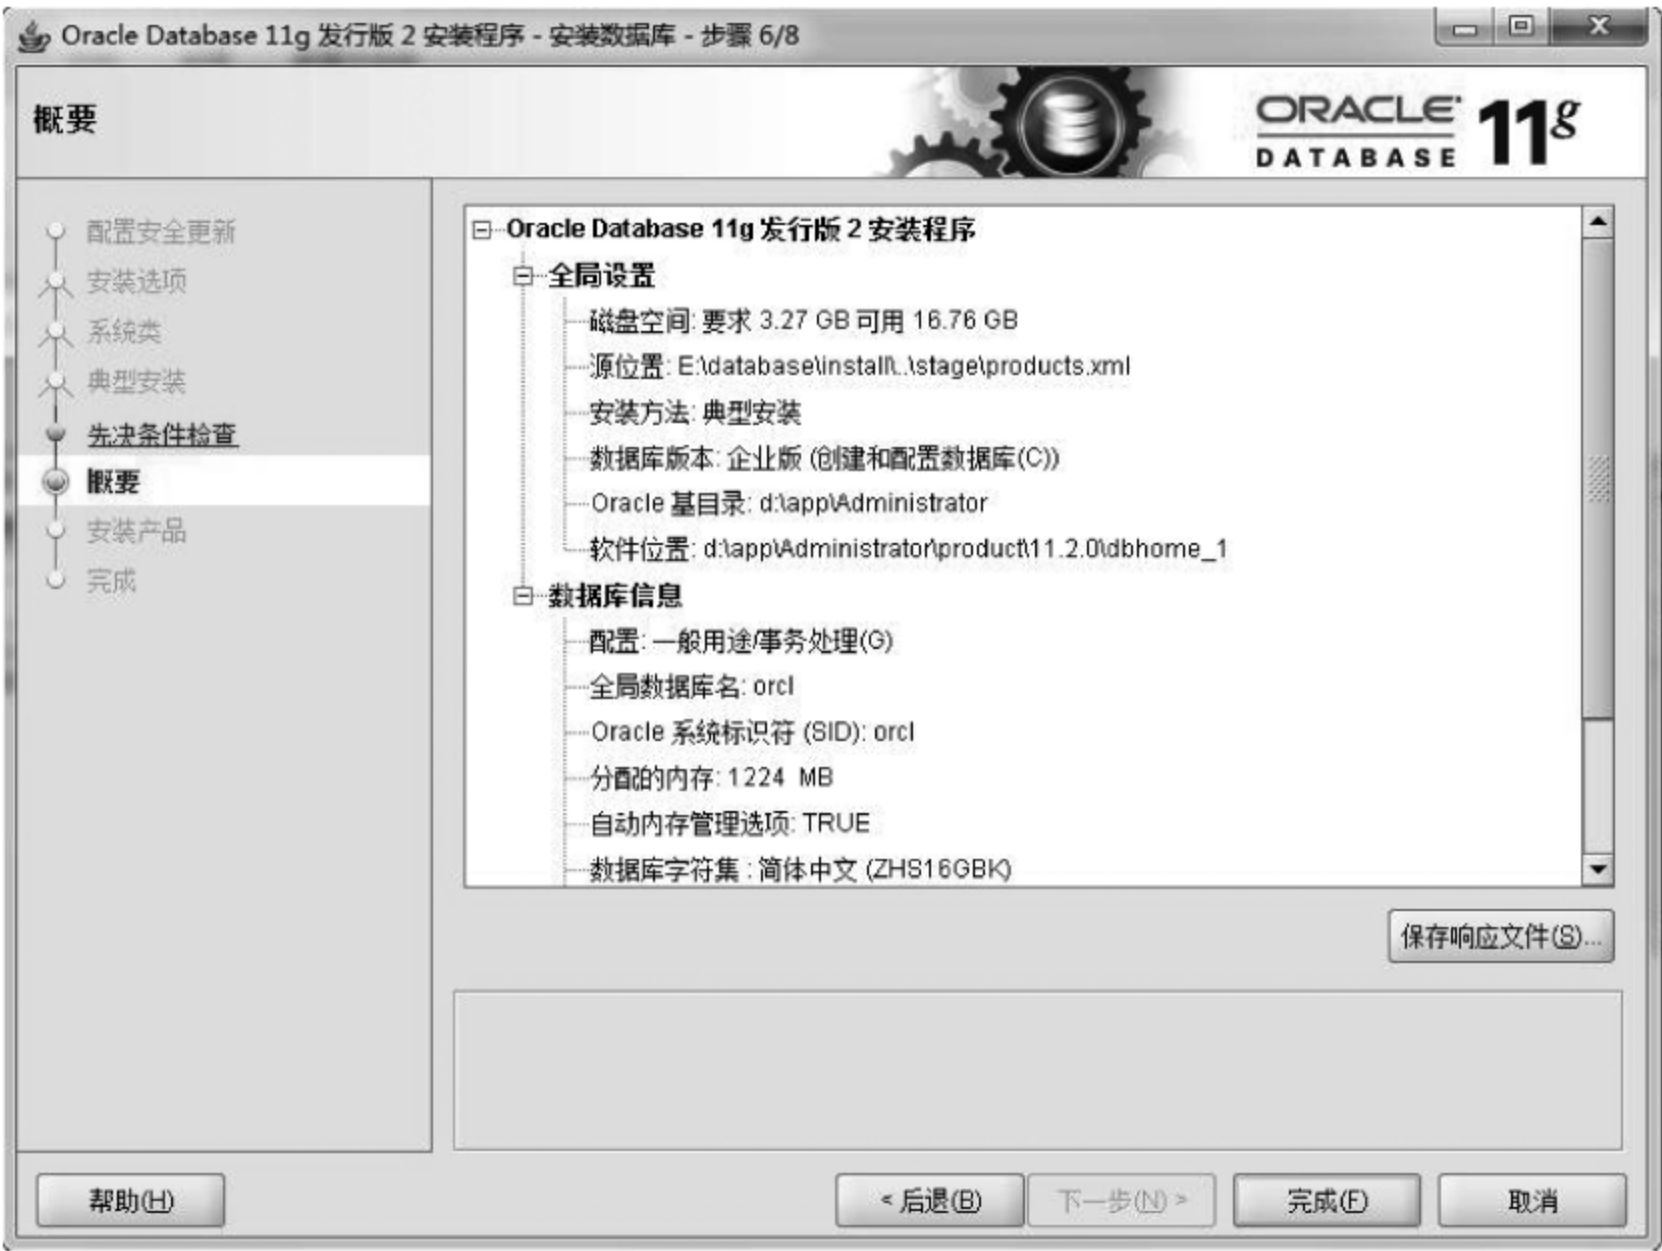 Oracle Database 11g 发行版 2 安装程序 - 安装数据库 - 步骤 6/8
概要
ORACLE
DATABASE
11g
配置安全更新
安装选项
系统类
典型安装
先决条件检查
概要
安装产品
完成
Oracle Database 11g 发行版 2 安装程序
全局设置
磁盘空间: 要求 3.27 GB 可用 16.76 GB
源位置: E:\database\install\..\stage\products.xml
安装方法: 典型安装
数据库版本: 企业版 (创建和配置数据库(C))
Oracle 基目录: d:\app\Administrator
软件位置: d:\app\Administrator\product\11.2.0\dbhome_1
数据库信息
配置: 一般用途/事务处理(G)
全局数据库名: orcl
Oracle 系统标识符 (SID): orcl
分配的内存: 1224 MB
自动内存管理选项: TRUE
数据库字符集 : 简体中文 (ZHS16GBK)
保存响应文件(S)...
帮助(H)
< 后退(B)
下一步(N) >
完成(F)
取消